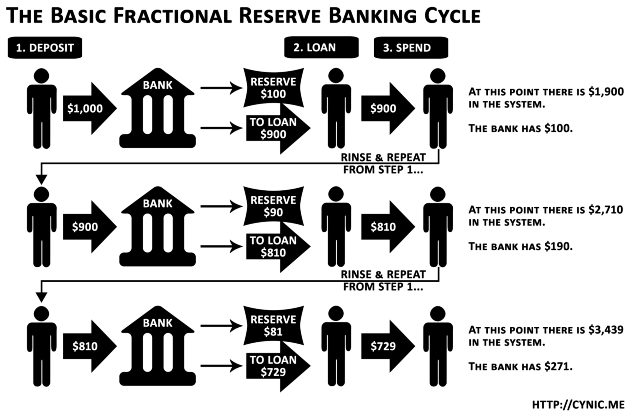 THE BASIC FRACTIONAL RESERVE BANKING CYCLE
1. DEPOSIT
2. LOAN
3. SPEND
$1,000
BANK
RESERVE
$100
TO LOAN
$900
$900
AT THIS POINT THERE IS $1,900
IN THE SYSTEM.
THE BANK HAS $100.
RINSE & REPEAT
FROM STEP 1...
$900
BANK
RESERVE
$90
TO LOAN
$810
$810
AT THIS POINT THERE IS $2,710
IN THE SYSTEM.
THE BANK HAS $190.
RINSE & REPEAT
FROM STEP 1...
$810
BANK
RESERVE
$81
TO LOAN
$729
$729
AT THIS POINT THERE IS $3,439
IN THE SYSTEM.
THE BANK HAS $271.
HTTP://CYNIC.ME